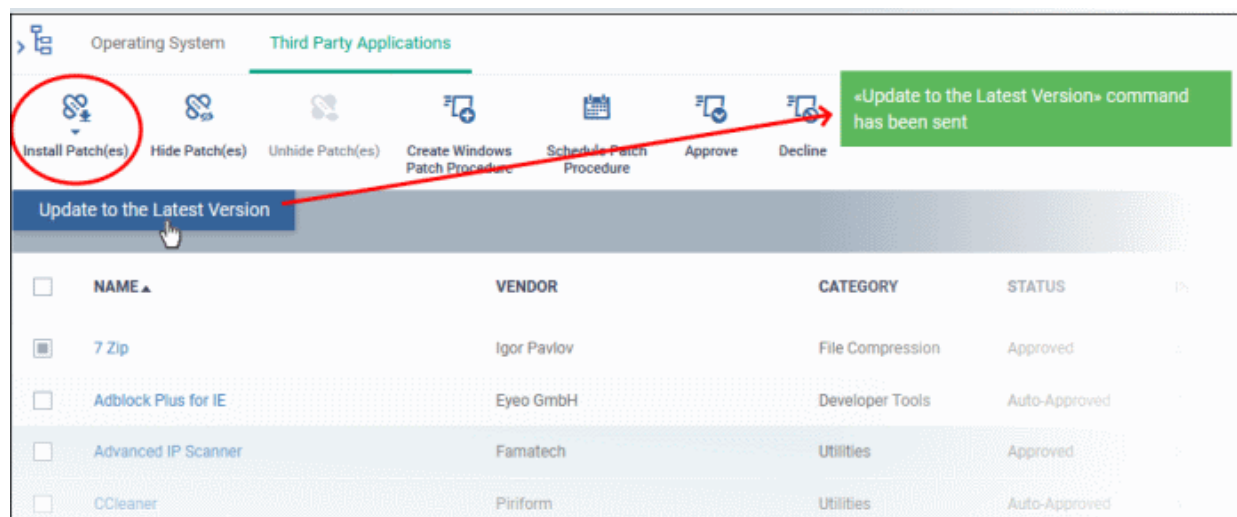 Operating System Third Party Applications
«Update to the Latest Version» command
has been sent
Install Patch(es) Hide Patch(es) Unhide Patch(es) Create Windows Schedule Patch Approve Decline
Patch Procedure Procedure
Update to the Latest Version
NAME VENDOR CATEGORY STATUS
7 Zip Igor Pavlov File Compression Approved
Adblock Plus for IE Eyeo GmbH Developer Tools Auto-Approved
Advanced IP Scanner Famatech Utilities Approved
CCleaner Piriform Utilities Auto-Approved